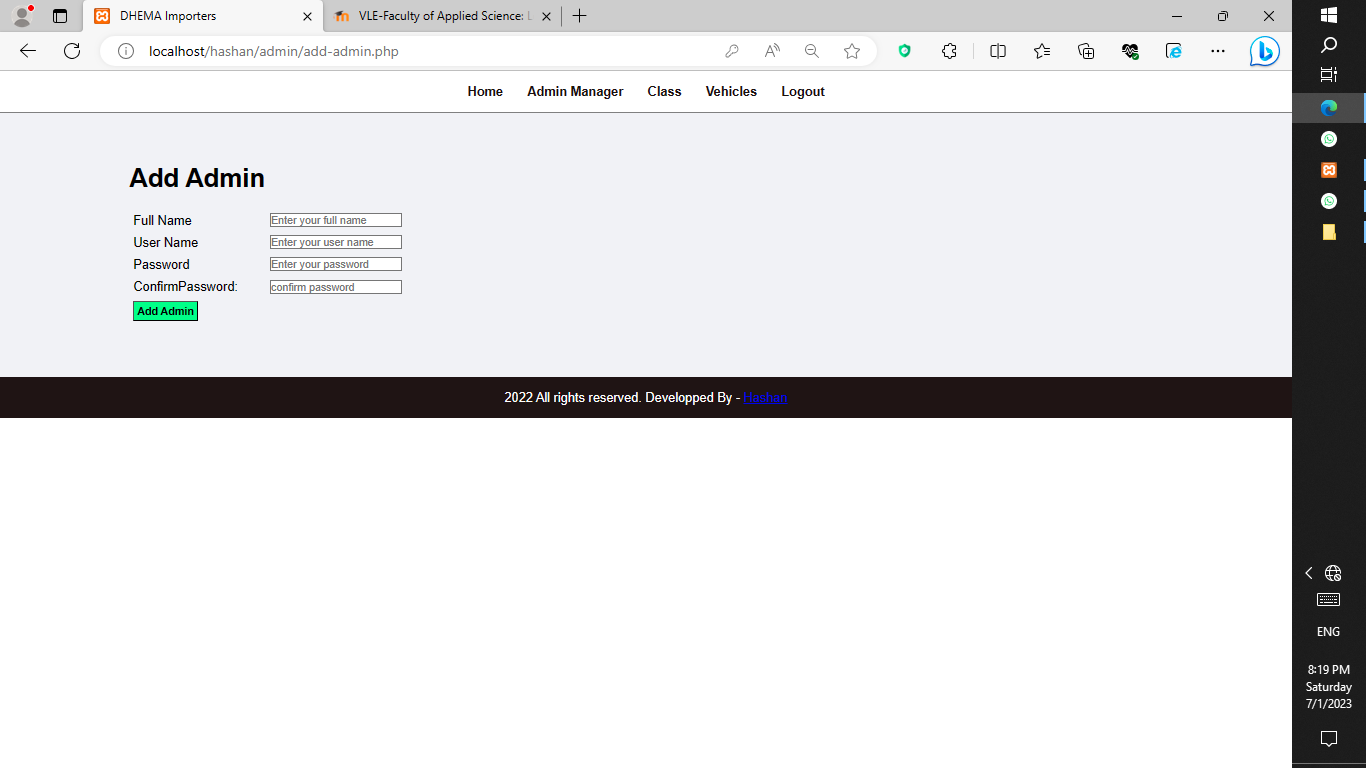 DHEMA Importers
VLE-Faculty of Applied Science:
localhost/hashan/admin/add-admin.php
Home Admin Manager Class Vehicles Logout
Add Admin
Full Name Enter your full name
User Name Enter your user name
Password Enter your password
ConfirmPassword: confirm password
Add Admin
2022 All rights reserved. Developped By - Hashan
ENG
8:19 PM
Saturday
7/1/2023